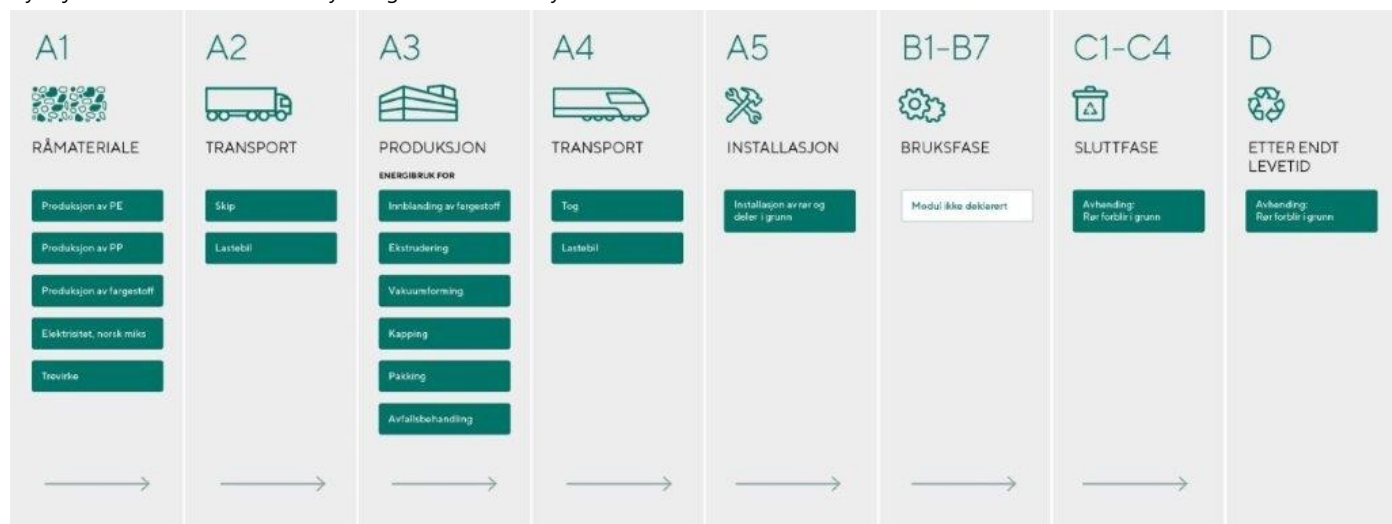 A1
RÅMATERIALE
Produksjon av PE
Produksjon av PP
Produksjon av fargestoff
Elektrisitet, norsk miks
Trevirke
A2
TRANSPORT
Skip
Lastebil
A3
PRODUKSJON
ENERGIBRUK FOR
Innblanding av fargestoff
Ekstrudering
Vakuumforming
Kapping
Pakking
Avfallsbehandling
A4
TRANSPORT
Tog
Lastebil
A5
INSTALLASJON
Installasjon av rør og
deler i grunn
B1-B7
BRUKSFASE
Modul ikke deklarert
C1-C4
SLUTTFASE
Avhending:
Rør forblir i grunn
D
ETTER ENDT
LEVETID
Avhending:
Rør forblir i grunn